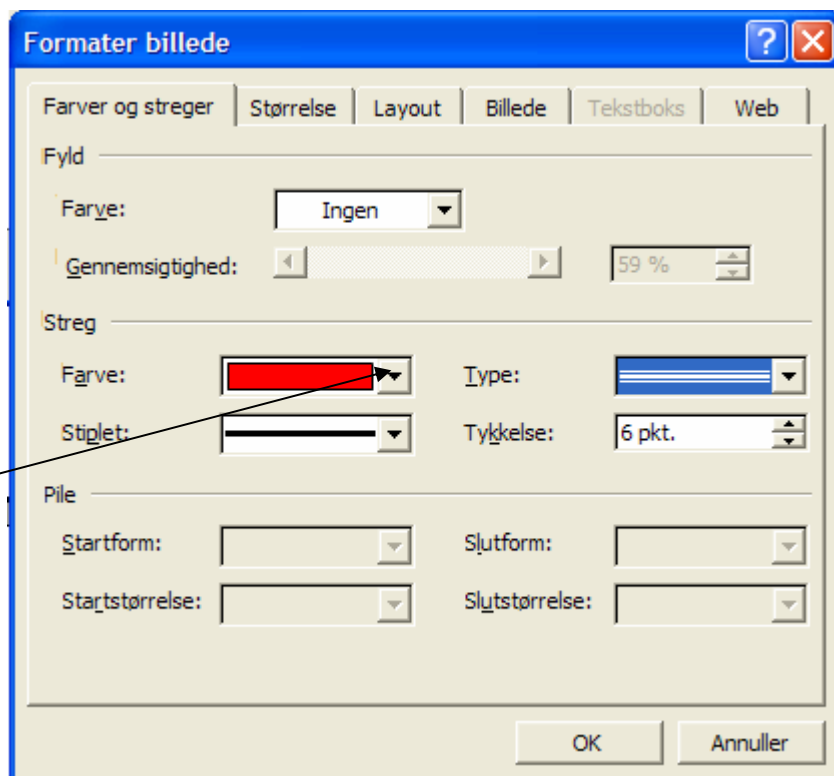 Formater billede
Farver og streger Størrelse Layout Billede Tekstboks Web
Fyld
Farve: Ingen
Gennemsigtighed: 59 %
Streg
Farve: Type:
Stiplet: Tykkelse: 6 pkt.
Pile
Startform: Slutform:
Startstørrelse: Slutstørrelse:
OK Annuller